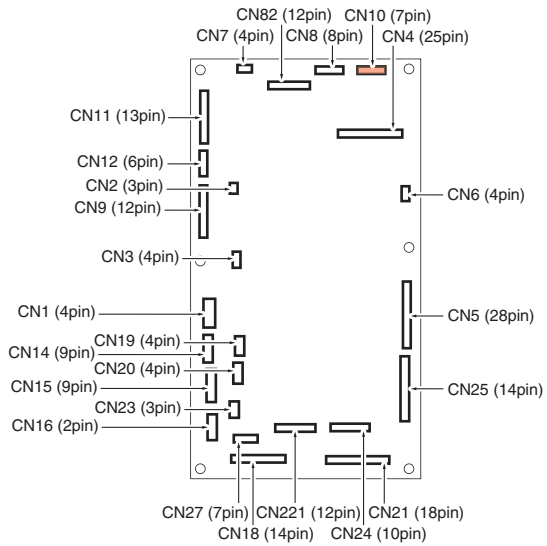 CN82 (12pin)
CN10 (7pin)
CN7 (4pin)
CN8 (8pin)
CN4 (25pin)
CN11 (13pin)
CN12 (6pin)
CN2 (3pin)
CN9 (12pin)
CN6 (4pin)
CN3 (4pin)
CN1 (4pin)
CN5 (28pin)
CN19 (4pin)
CN14 (9pin)
CN20 (4pin)
CN15 (9pin)
CN25 (14pin)
CN23 (3pin)
CN16 (2pin)
CN27 (7pin)
CN221 (12pin)
CN21 (18pin)
CN18 (14pin)
CN24 (10pin)